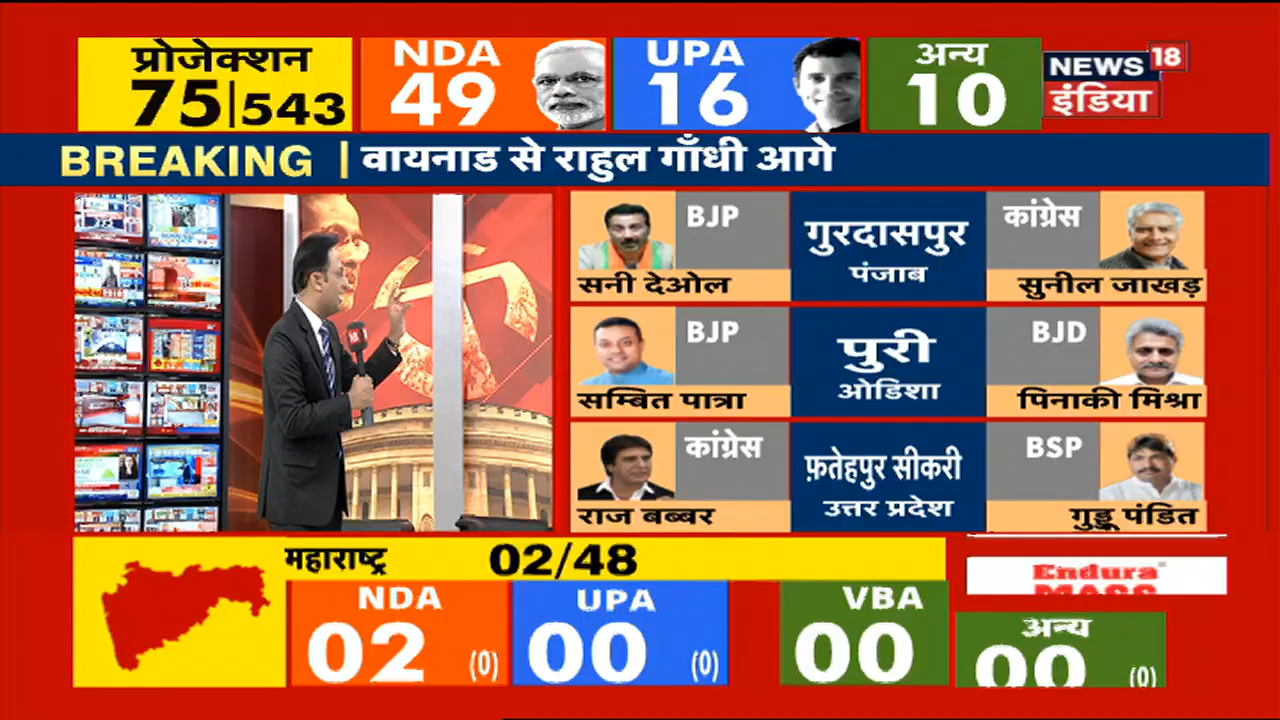 प्रोजेक्शन
75|543
NDA
49
UPA
16
अन्य
10
NEWS 18
इंडिया
BREAKING | वायनाड से राहुल गाँधी आगे
BJP
सनी देओल
गुरदासपुर
पंजाब
कांग्रेस
सुनील जाखड़
BJP
सम्बित पात्रा
पुरी
ओडिशा
BJD
पिनाकी मिश्रा
कांग्रेस
राज बब्बर
फ़तेहपुर सीकरी
उत्तर प्रदेश
BSP
गुड्डू पंडित
महाराष्ट्र 02/48
NDA
02 (0)
UPA
00 (0)
VBA
00
अन्य
00 (0)
Endura
MASS